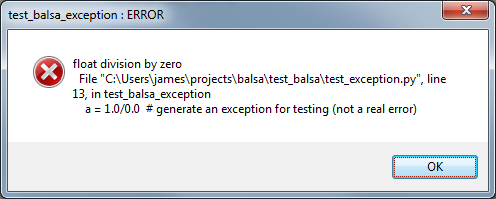 test_balsa_exception : ERROR
float division by zero
File "C:\Users\james\projects\balsa\test_balsa\test_exception.py", line
13, in test_balsa_exception
a = 1.0/0.0  # generate an exception for testing (not a real error)
OK